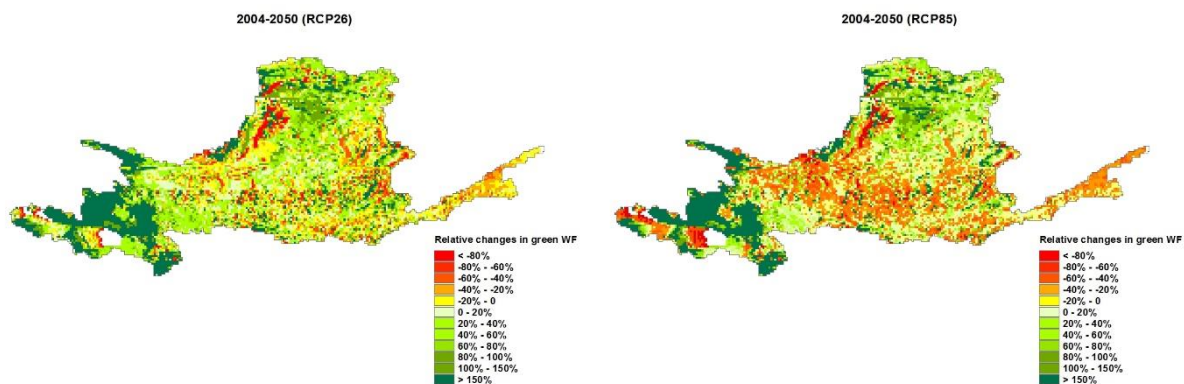 2004-2050 (RCP26)
2004-2050 (RCP85)
Relative changes in green WF
< -80%
-80% - -60%
-60% - -40%
-40% - -20%
-20% - 0
0 - 20%
20% - 40%
40% - 60%
60% - 80%
80% - 100%
100% - 150%
> 150%
Relative changes in green WF
< -80%
-80% - -60%
-60% - -40%
-40% - -20%
-20% - 0
0 - 20%
20% - 40%
40% - 60%
60% - 80%
80% - 100%
100% - 150%
> 150%